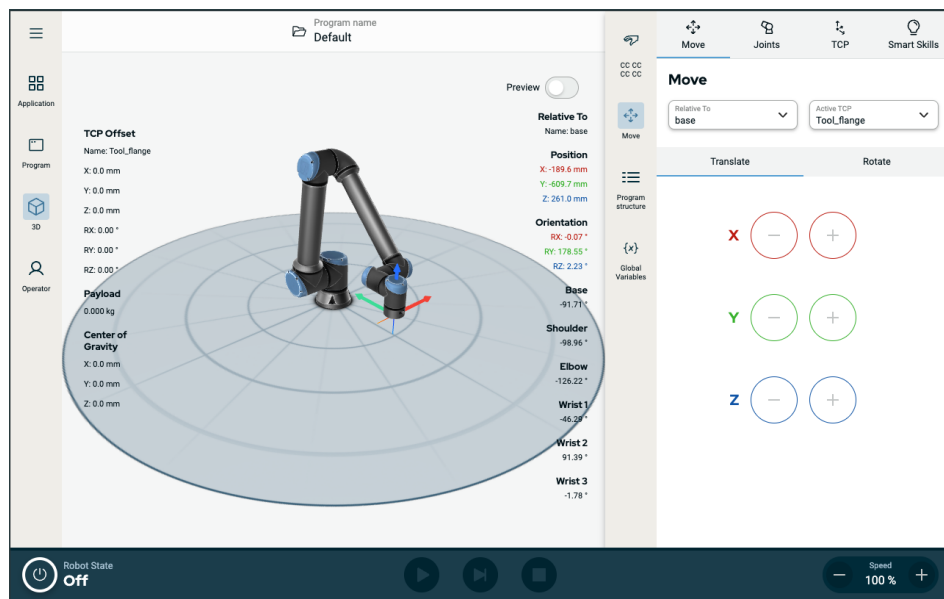 Program name
Default
Application
Program
3D
Operator
Preview
TCP Offset
Name: Tool_flange
X: 0.0 mm
Y: 0.0 mm
Z: 0.0 mm
RX: 0.00 °
RY: 0.00 °
RZ: 0.00 °
Payload
0.000 kg
Center of
Gravity
X: 0.0 mm
Y: 0.0 mm
Z: 0.0 mm
Relative To
Name: base
Position
X: -189.6 mm
Y: -609.7 mm
Z: 261.0 mm
Orientation
RX: -0.07 °
RY: 178.55 °
RZ: 2.23 °
Base
-91.71 °
Shoulder
-98.96 °
Elbow
-126.22 °
Wrist 1
-46.29 °
Wrist 2
91.39 °
Wrist 3
-1.78 °
CC CC
CC CC
Move
Program
structure
{x}
Global
Variables
Move
Joints
TCP
Smart Skills
Move
Relative To
base
Active TCP
Tool_flange
Translate
Rotate
X − +
Y − +
Z − +
Robot State
Off
Speed
− 100 % +